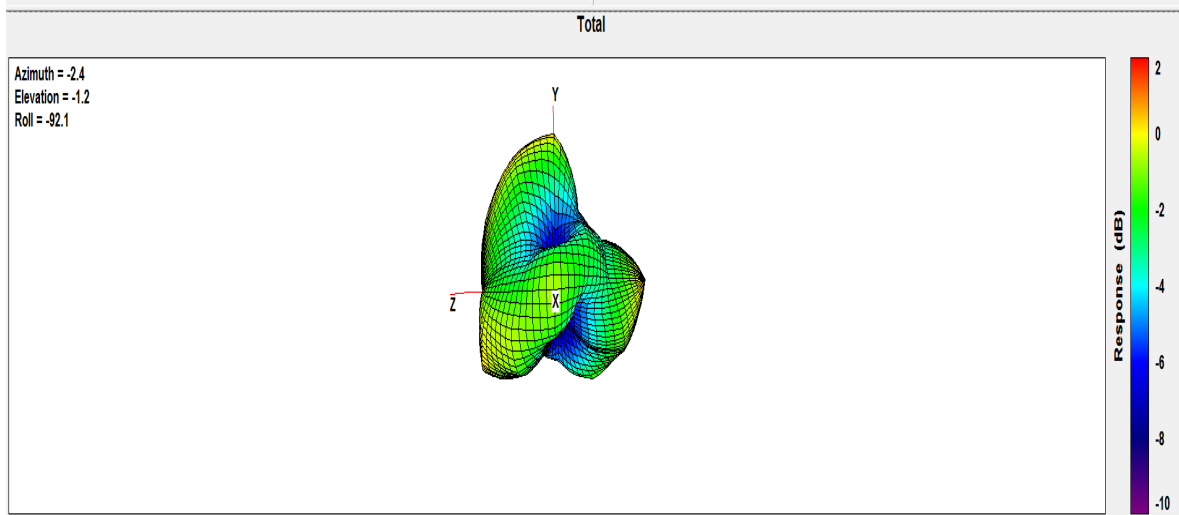 Total
Azimuth = -2.4
Elevation = -1.2
Roll = -92.1
Y
Z
X
2
0
-2
-4
-6
-8
-10
Response (dB)